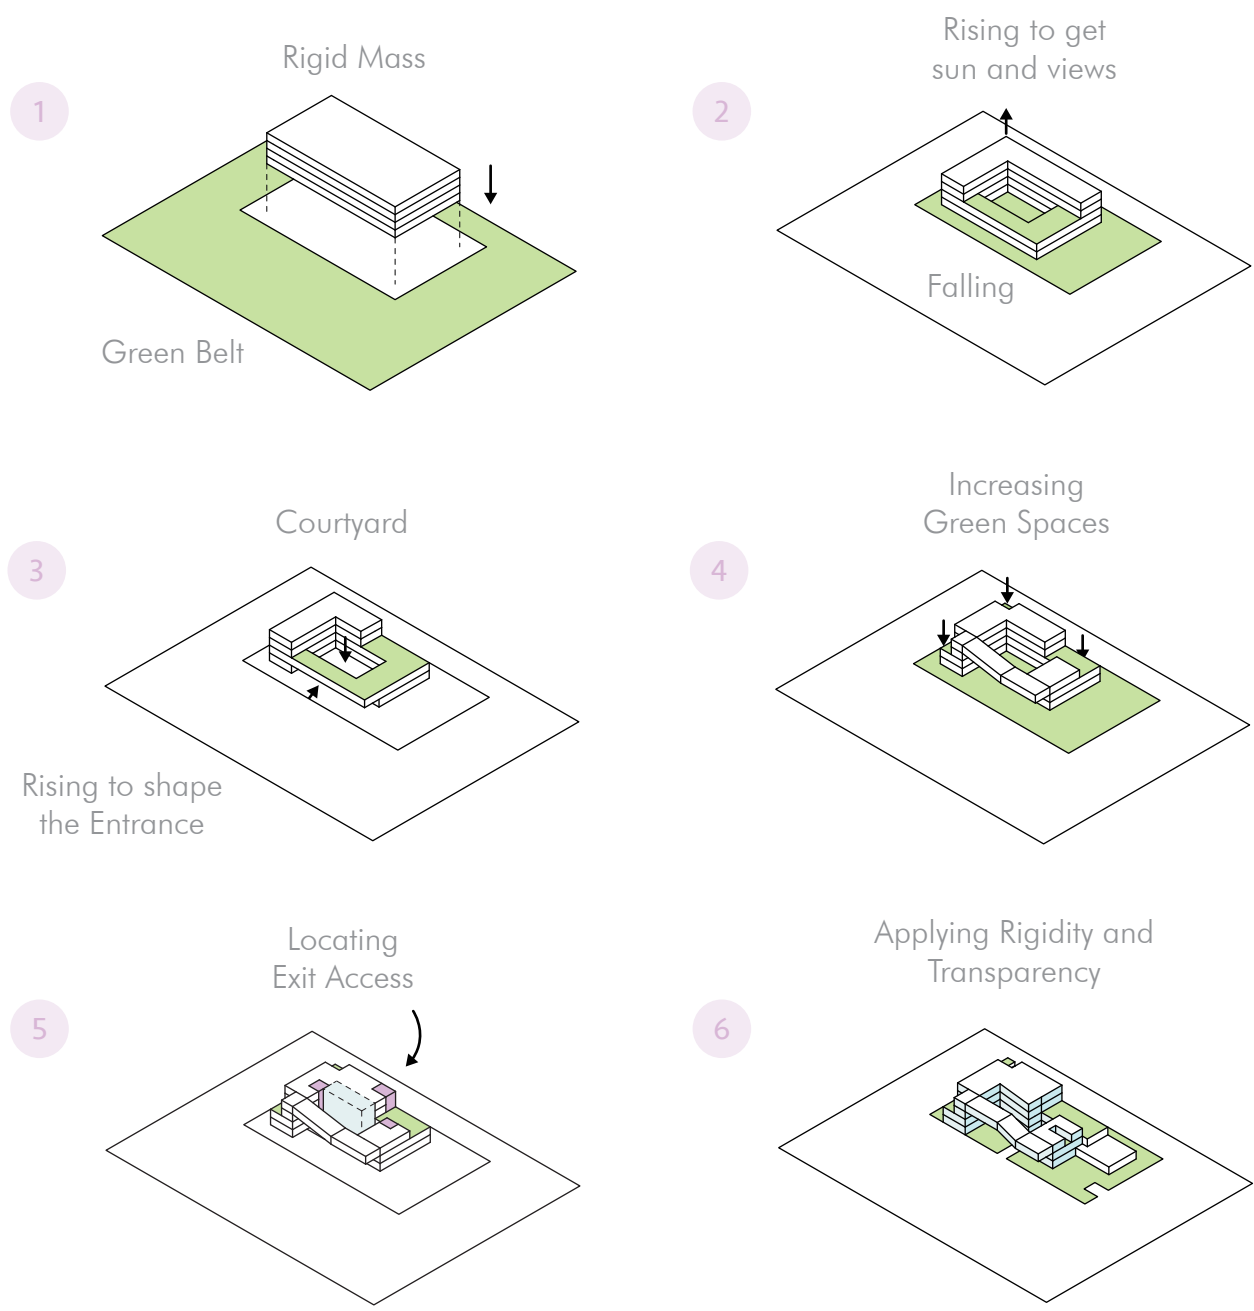 Rigid Mass
1
Green Belt
Rising to get
sun and views
2
Falling
Courtyard
3
Rising to shape
the Entrance
Increasing
Green Spaces
4
Locating
Exit Access
5
Applying Rigidity and
Transparency
6